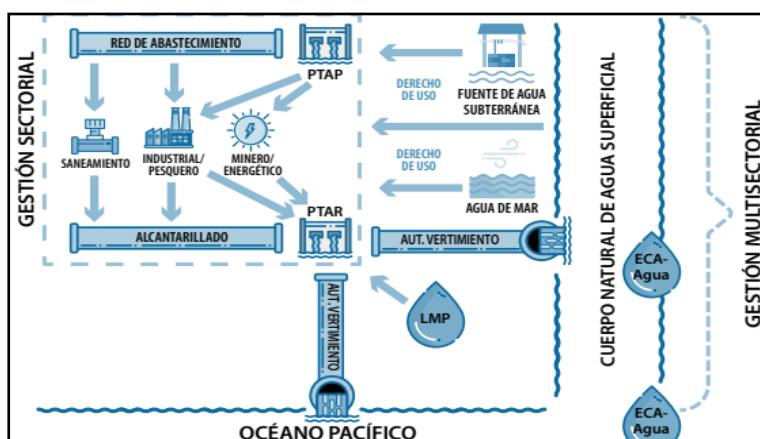 GESTIÓN SECTORIAL
RED DE ABASTECIMIENTO
PTAP
DERECHO
DE USO
FUENTE DE AGUA
SUBTERRÁNEA
SANEAMIENTO
INDUSTRIAL/
PESQUERO
MINERO/
ENERGÉTICO
DERECHO
DE USO
AGUA DE MAR
PTAR
ALCANTARILLADO
AUT. VERTIMIENTO
AUT. VERTIMIENTO
LMP
OCÉANO PACÍFICO
CUERPO NATURAL DE AGUA SUPERFICIAL
ECA-
Agua
ECA-
Agua
GESTIÓN MULTISECTORIAL